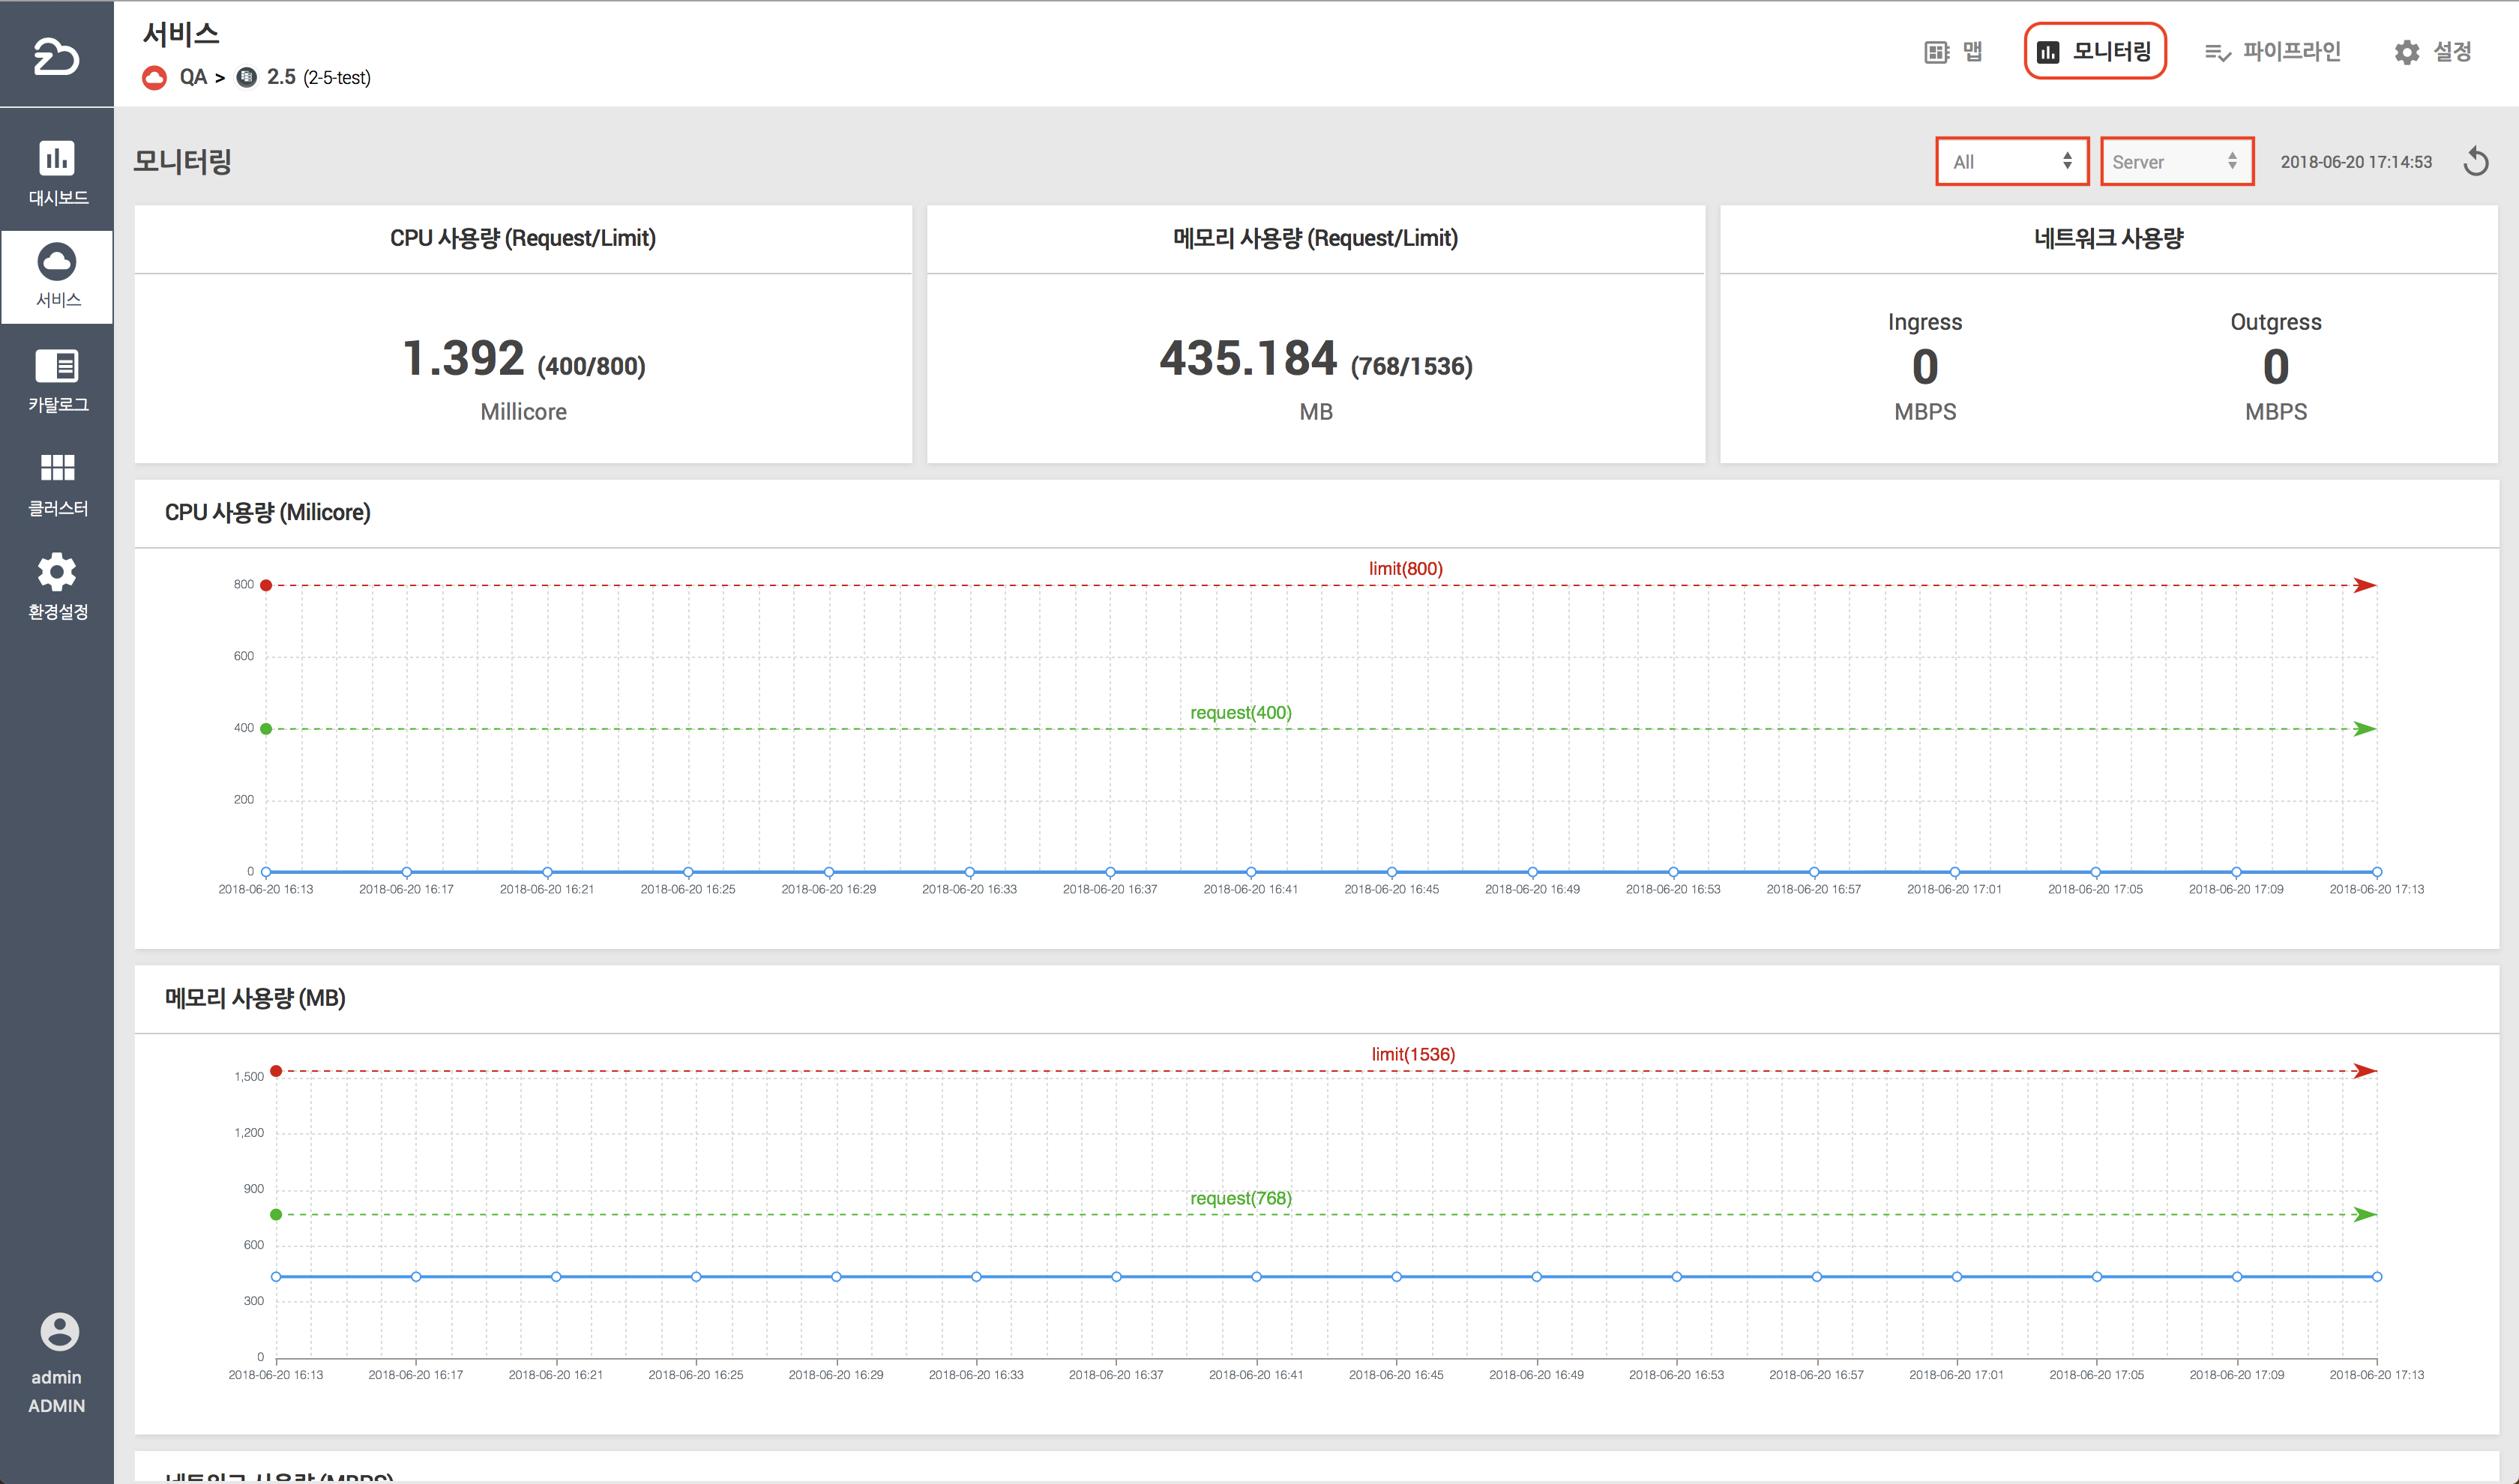 서비스
QA > 2.5 (2-5-test)
맵
모니터링
파이프라인
설정
대시보드
서비스
카탈로그
클러스터
환경설정
admin
ADMIN
모니터링
All
Server
2018-06-20 17:14:53
CPU 사용량 (Request/Limit)
1.392 (400/800)
Millicore
메모리 사용량 (Request/Limit)
435.184 (768/1536)
MB
네트워크 사용량
Ingress
0
MBPS
Outgress
0
MBPS
CPU 사용량 (Milicore)
limit(800)
800
600
request(400)
400
200
0
2018-06-20 16:13 2018-06-20 16:17 2018-06-20 16:21 2018-06-20 16:25 2018-06-20 16:29 2018-06-20 16:33 2018-06-20 16:37 2018-06-20 16:41 2018-06-20 16:45 2018-06-20 16:49 2018-06-20 16:53 2018-06-20 16:57 2018-06-20 17:01 2018-06-20 17:05 2018-06-20 17:09 2018-06-20 17:13
메모리 사용량 (MB)
limit(1536)
1,500
1,200
900
request(768)
600
300
0
2018-06-20 16:13 2018-06-20 16:17 2018-06-20 16:21 2018-06-20 16:25 2018-06-20 16:29 2018-06-20 16:33 2018-06-20 16:37 2018-06-20 16:41 2018-06-20 16:45 2018-06-20 16:49 2018-06-20 16:53 2018-06-20 16:57 2018-06-20 17:01 2018-06-20 17:05 2018-06-20 17:09 2018-06-20 17:13
네트워크 사용량 (MBPS)